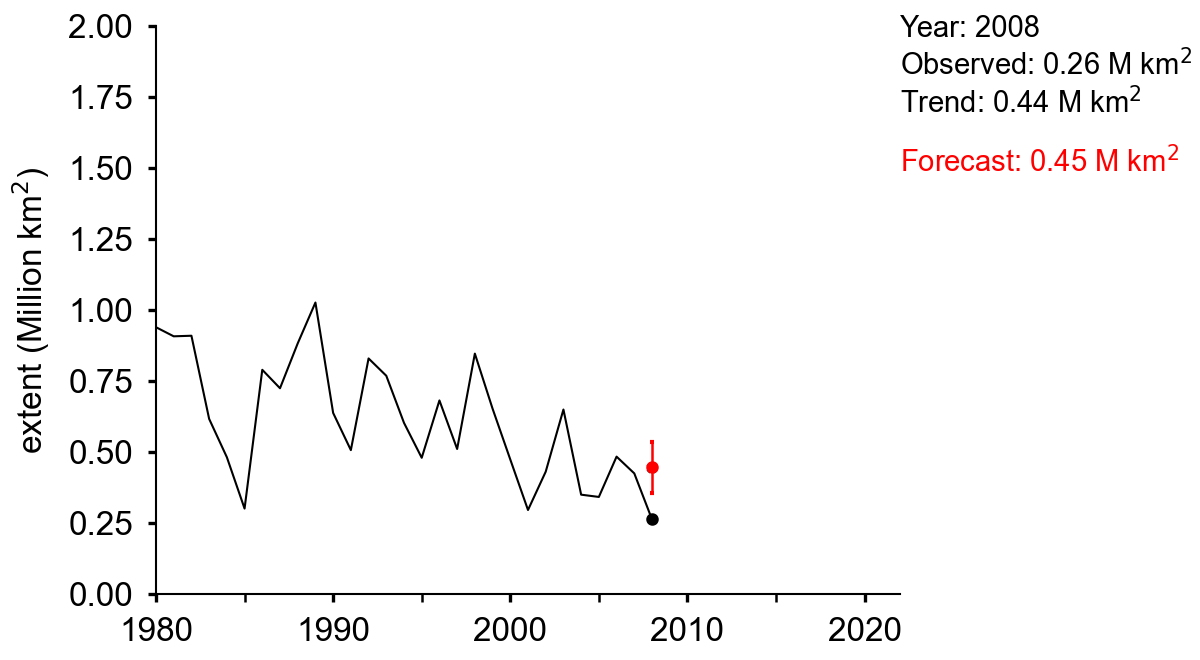 2.00
1.75
1.50
1.25
1.00
0.75
0.50
0.25
0.00
extent (Million km²)
1980 1990 2000 2010 2020
Year: 2008
Observed: 0.26 M km²
Trend: 0.44 M km²
Forecast: 0.45 M km²